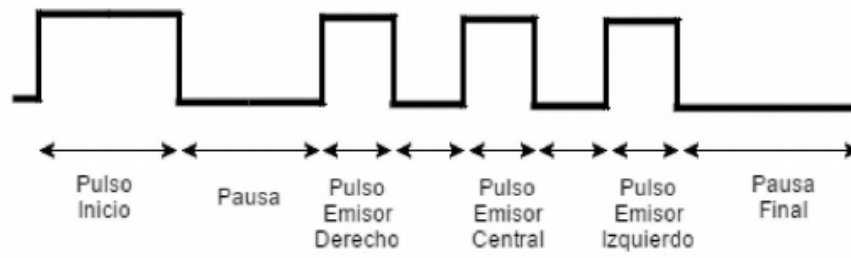 Pulso
Inicio
Pausa
Pulso
Emisor
Derecho
Pulso
Emisor
Central
Pulso
Emisor
Izquierdo
Pausa
Final